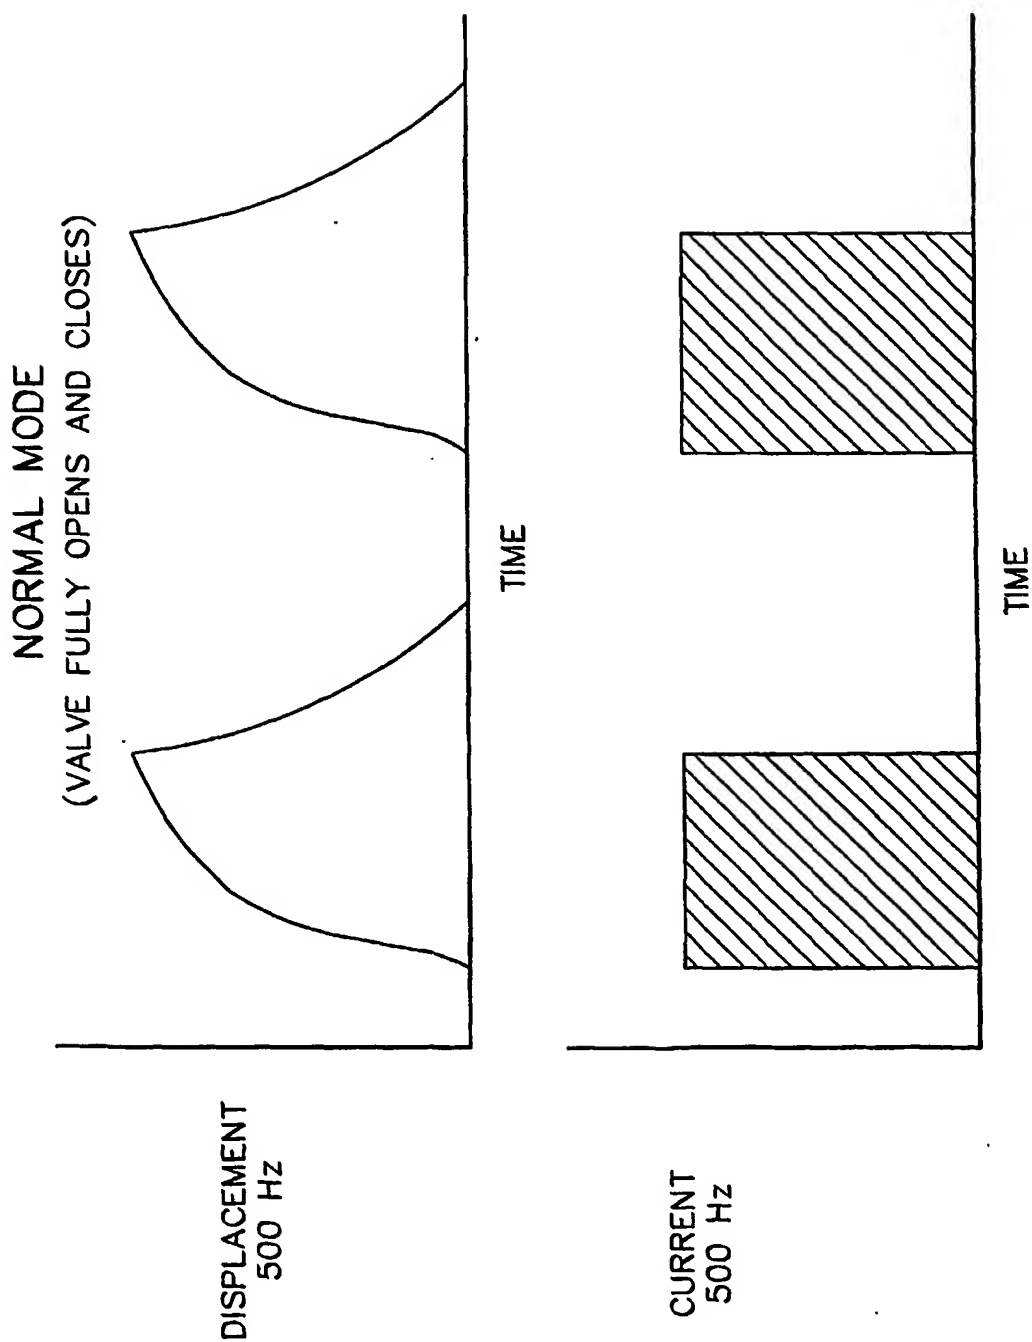 NORMAL MODE
(VALVE FULLY OPENS AND CLOSES)
DISPLACEMENT
500 Hz
TIME
CURRENT
500 Hz
TIME